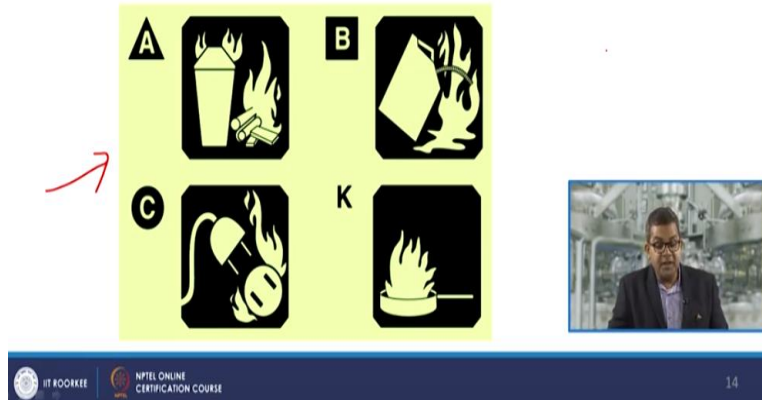 A
B
C
K
IIT ROORKEE
NPTEL ONLINE
CERTIFICATION COURSE
14